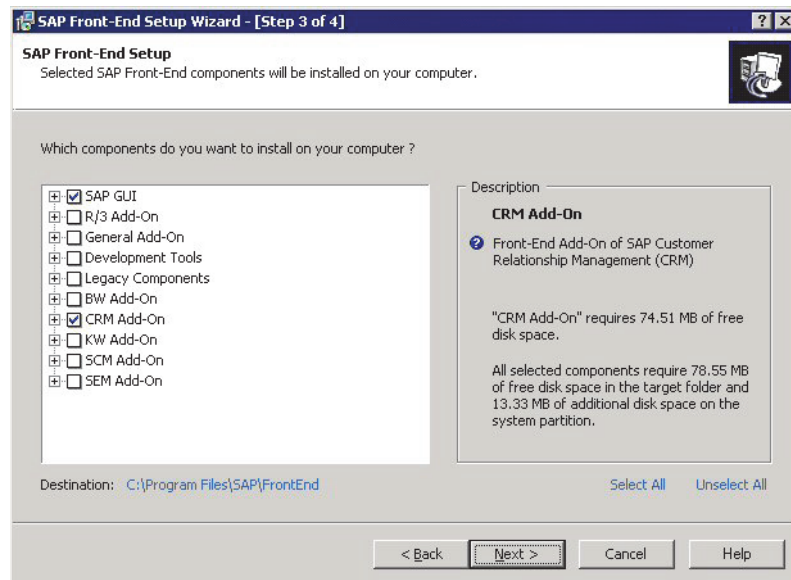 SAP Front-End Setup Wizard - [Step 3 of 4]
SAP Front-End Setup
Selected SAP Front-End components will be installed on your computer.
Which components do you want to install on your computer ?
SAP GUI
R/3 Add-On
General Add-On
Development Tools
Legacy Components
BW Add-On
CRM Add-On
KW Add-On
SCM Add-On
SEM Add-On
Description
CRM Add-On
Front-End Add-On of SAP Customer
Relationship Management (CRM)
"CRM Add-On" requires 74.51 MB of free
disk space.
All selected components require 78.55 MB
of free disk space in the target folder and
13.33 MB of additional disk space on the
system partition.
Destination: C:\Program Files\SAP\FrontEnd
Select All Unselect All
< Back Next > Cancel Help